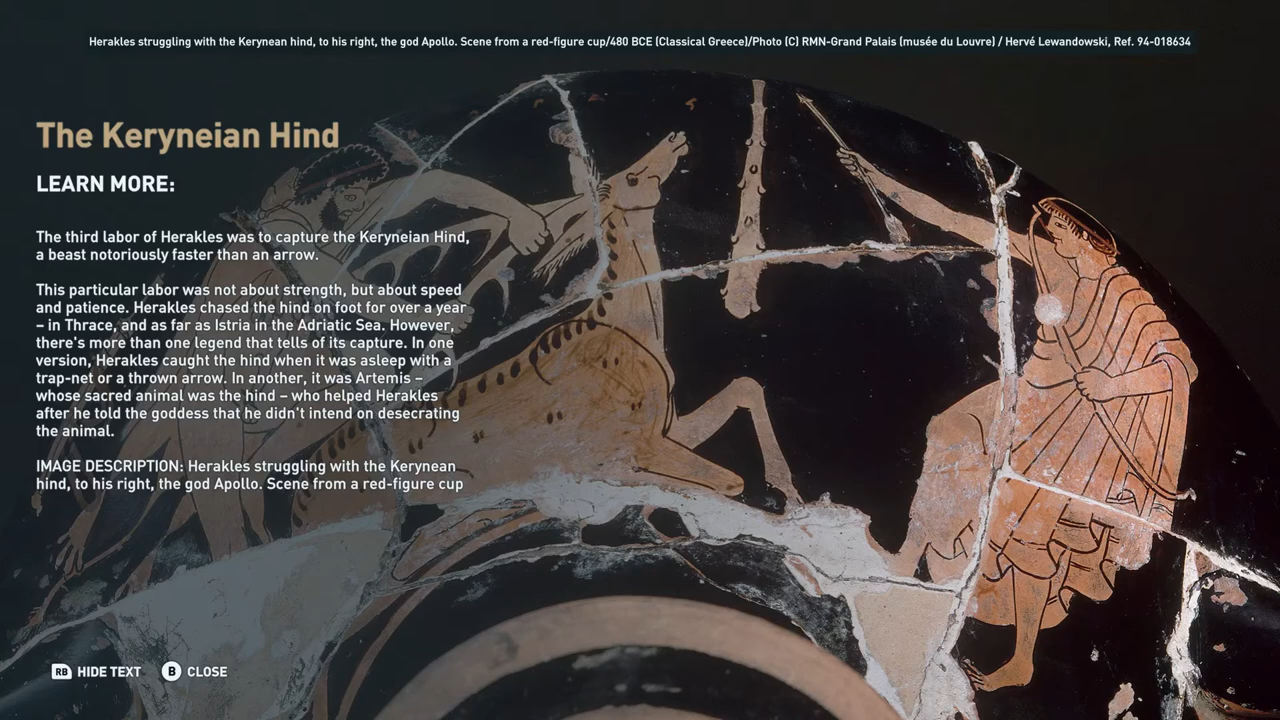 Herakles struggling with the Kerynean hind, to his right, the god Apollo. Scene from a red-figure cup/480 BCE (Classical Greece)/Photo (C) RMN-Grand Palais (musée du Louvre) / Hervé Lewandowski, Ref. 94-018634
The Keryneian Hind
LEARN MORE:
The third labor of Herakles was to capture the Keryneian Hind,
a beast notoriously faster than an arrow.
This particular labor was not about strength, but about speed
and patience. Herakles chased the hind on foot for over a year
– in Thrace, and as far as Istria in the Adriatic Sea. However,
there's more than one legend that tells of its capture. In one
version, Herakles caught the hind when it was asleep with a
trap-net or a thrown arrow. In another, it was Artemis –
whose sacred animal was the hind – who helped Herakles
after he told the goddess that he didn't intend on desecrating
the animal.
IMAGE DESCRIPTION: Herakles struggling with the Kerynean
hind, to his right, the god Apollo. Scene from a red-figure cup
RB HIDE TEXT B CLOSE